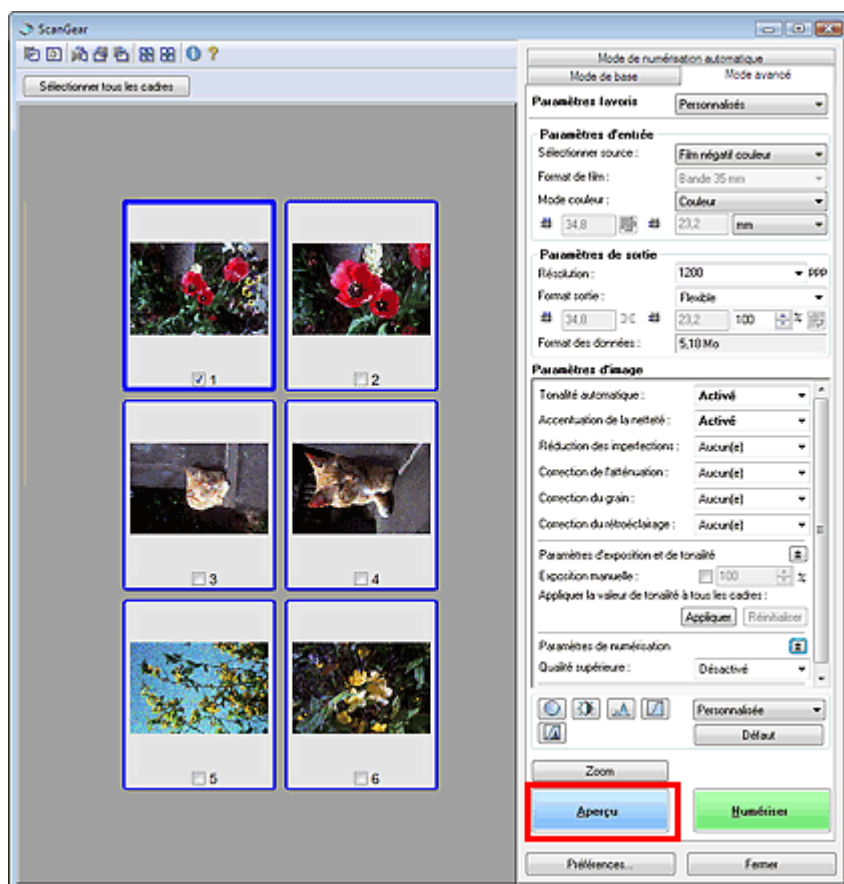 ScanGear
Sélectionner tous les cadres
Mode de numérisation automatique
Mode de base
Mode avancé
Paramètres favoris
Personnalisés
Paramètres d'entrée
Sélectionner source :
Film négatif couleur
Format de film :
Bande 35 mm
Mode couleur :
Couleur
34,8
23,2
mm
Paramètres de sortie
Résolution :
1200
PPP
Format sortie :
Flexible
34,8
23,2
100
%
Format des données :
5,18 Mo
Paramètres d'image
Tonalité automatique :
Activé
Accentuation de la netteté :
Activé
Réduction des imperfections :
Aucun(e)
Correction de l'atténuation :
Aucun(e)
Correction du grain :
Aucun(e)
Correction du rétroéclairage :
Aucun(e)
Paramètres d'exposition et de tonalité
Exposition manuelle :
100
%
Appliquer la valeur de tonalité à tous les cadres :
Appliquer
Réinitialiser
Paramètres de numérisation
Qualité supérieure :
Désactivé
Personnalisée
Défaut
Zoom
Aperçu
Numériser
Préférences...
Fermer
1
2
3
4
5
6